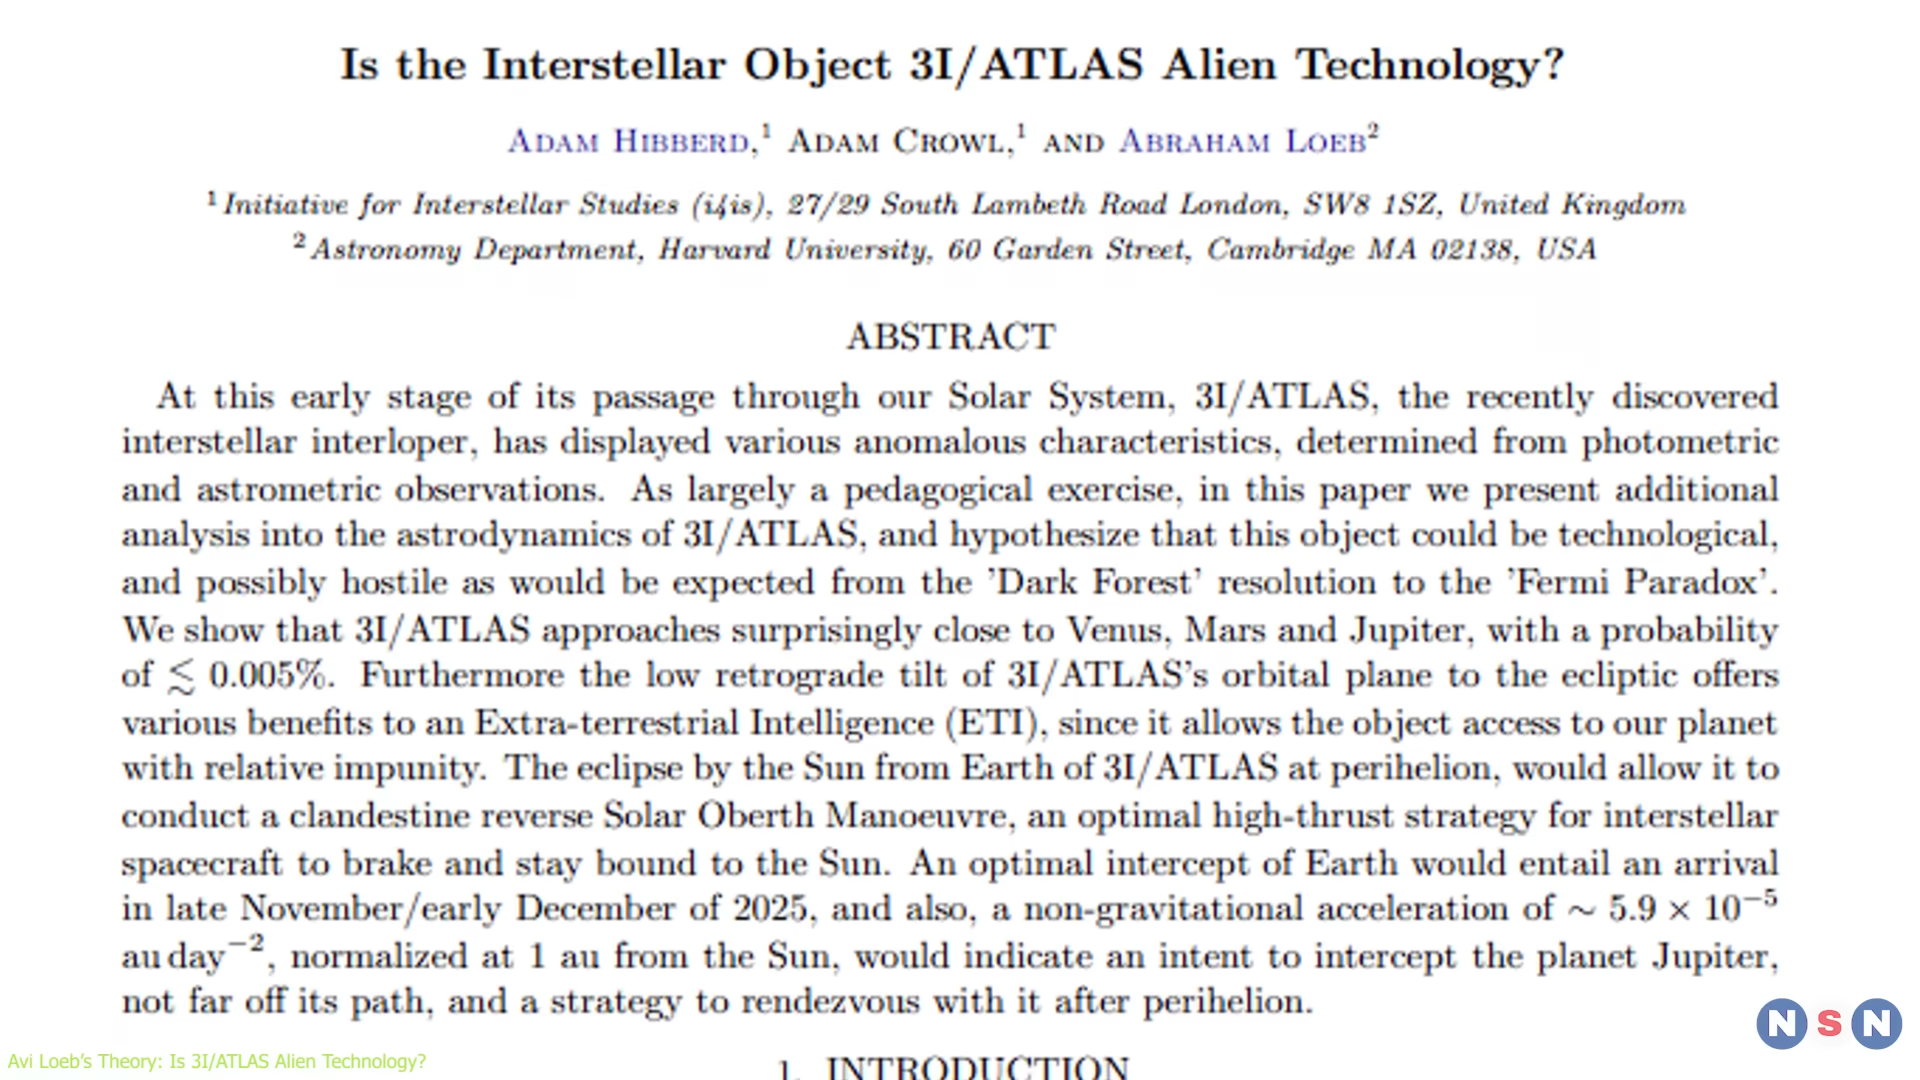 Is the Interstellar Object 3I/ATLAS Alien Technology?
Adam Hibberd,¹ Adam Crowl,¹ and Abraham Loeb²
¹ Initiative for Interstellar Studies (i4is), 27/29 South Lambeth Road London, SW8 1SZ, United Kingdom
² Astronomy Department, Harvard University, 60 Garden Street, Cambridge MA 02138, USA
ABSTRACT
At this early stage of its passage through our Solar System, 3I/ATLAS, the recently discovered
interstellar interloper, has displayed various anomalous characteristics, determined from photometric
and astrometric observations. As largely a pedagogical exercise, in this paper we present additional
analysis into the astrodynamics of 3I/ATLAS, and hypothesize that this object could be technological,
and possibly hostile as would be expected from the 'Dark Forest' resolution to the 'Fermi Paradox'.
We show that 3I/ATLAS approaches surprisingly close to Venus, Mars and Jupiter, with a probability
of ≲ 0.005%. Furthermore the low retrograde tilt of 3I/ATLAS's orbital plane to the ecliptic offers
various benefits to an Extra-terrestrial Intelligence (ETI), since it allows the object access to our planet
with relative impunity. The eclipse by the Sun from Earth of 3I/ATLAS at perihelion, would allow it to
conduct a clandestine reverse Solar Oberth Manoeuvre, an optimal high-thrust strategy for interstellar
spacecraft to brake and stay bound to the Sun. An optimal intercept of Earth would entail an arrival
in late November/early December of 2025, and also, a non-gravitational acceleration of ∼ 5.9 × 10⁻⁵
au day⁻², normalized at 1 au from the Sun, would indicate an intent to intercept the planet Jupiter,
not far off its path, and a strategy to rendezvous with it after perihelion.
1. INTRODUCTION
NSN
Avi Loeb's Theory: Is 3I/ATLAS Alien Technology?